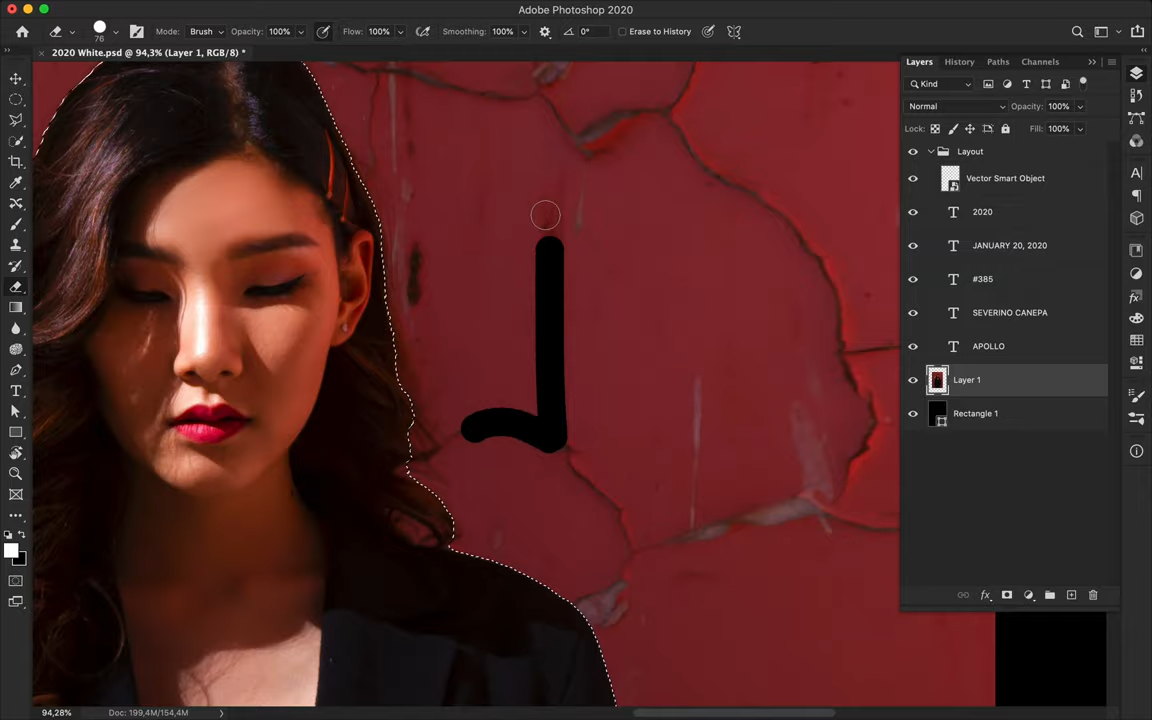 Adobe Photoshop 2020
76
Mode: Brush Opacity: 100% Flow: 100% Smoothing: 100% 0° Erase to History
× 2020 White.psd @ 94,3% (Layer 1, RGB/8) *
Layers History Paths Channels
Kind
Normal Opacity: 100%
Lock: Fill: 100%
Layout
Vector Smart Object
2020
JANUARY 20, 2020
#385
SEVERINO CANEPA
APOLLO
Layer 1
Rectangle 1
94,28% Doc: 199,4M/154,4M